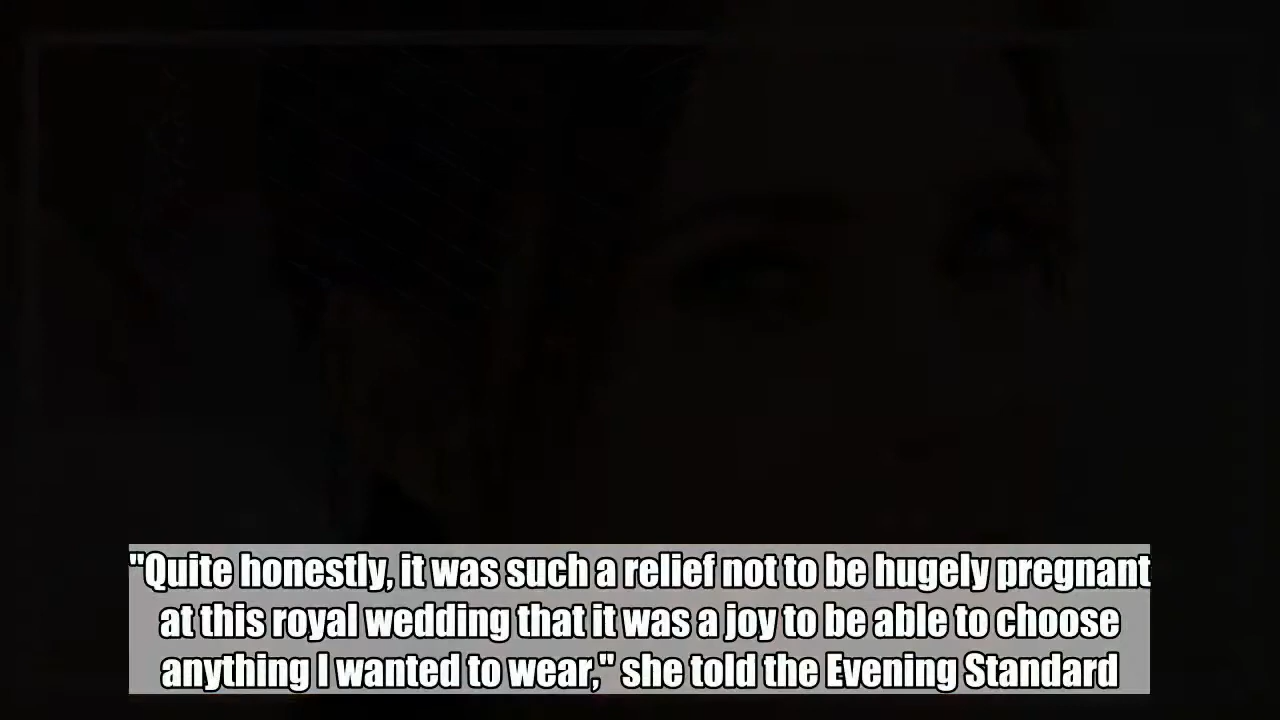 "Quite honestly, it was such a relief not to be hugely pregnant
at this royal wedding that it was a joy to be able to choose
anything I wanted to wear," she told the Evening Standard